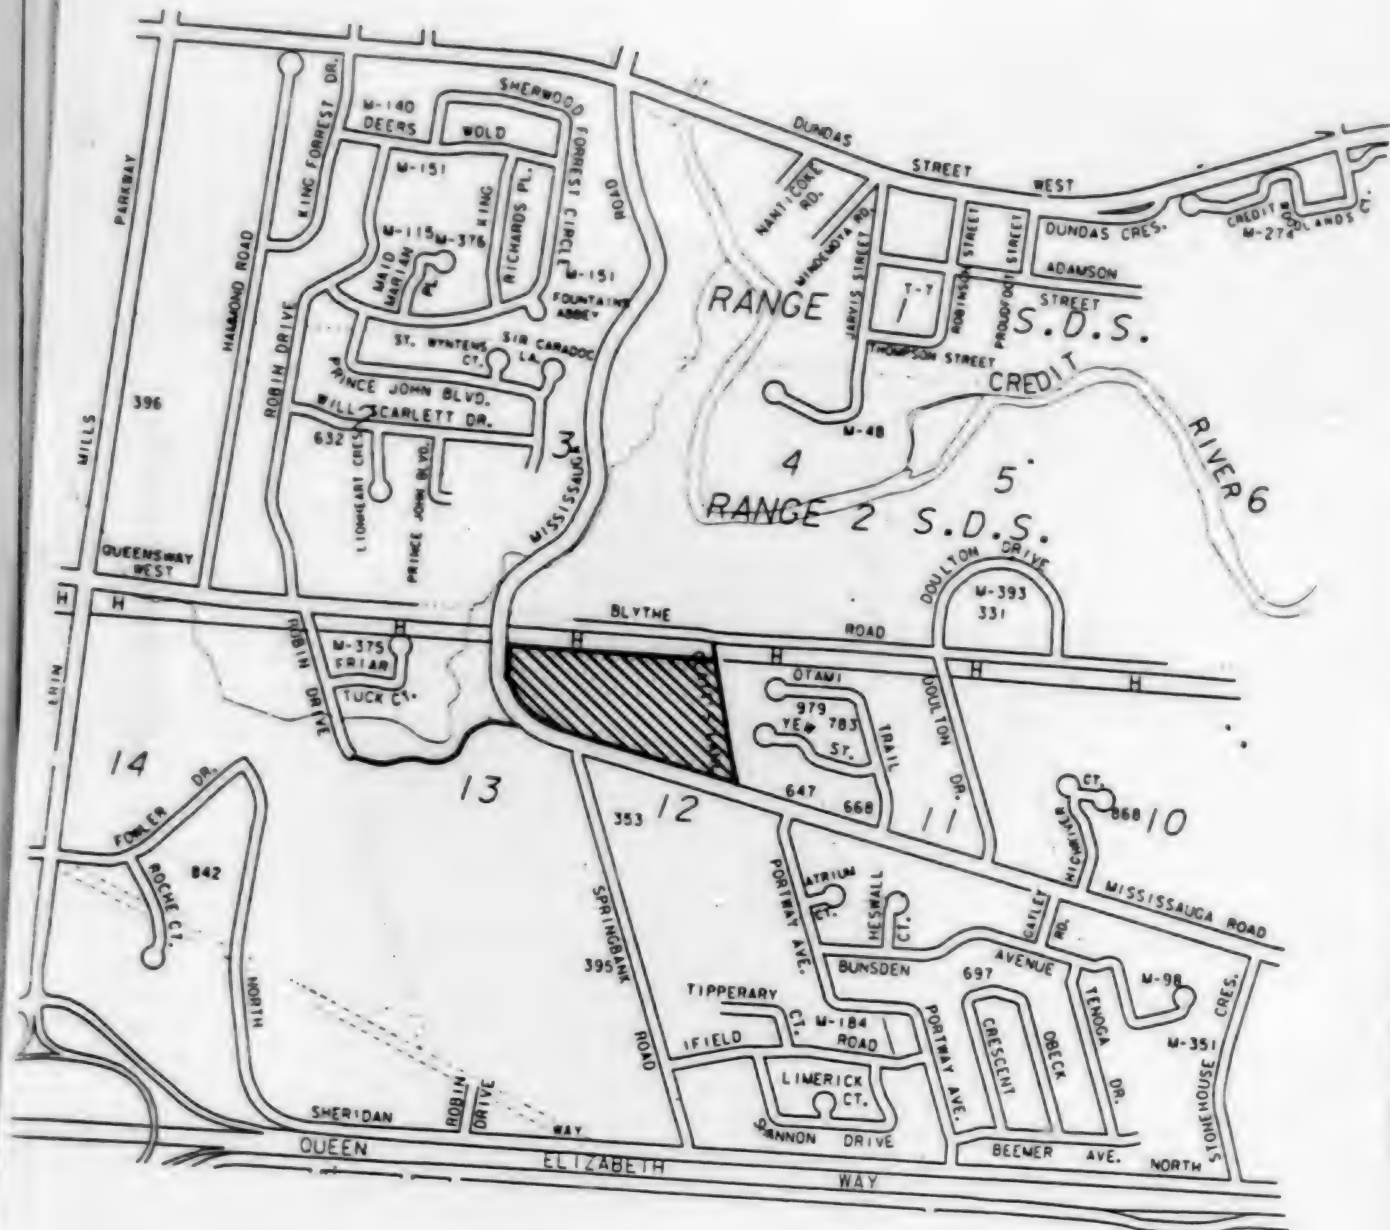 SHERWOOD FORREST CIRCLE
M-140
DEERS WOLD
KING FORREST DR.
M-151
DUNDAS STREET WEST
PARKWAY
HAMMOND ROAD
ROAD
KING
RICHARDS PL.
NANTICOKE
RD.
MINDEMOYA RD.
JARVIS STREET
STREET
STREET
DUNDAS CRES.
CREDIT WOODLANDS CT.
M-274
M-115
M-376
MAID
MARIAN
PL.
M-151
FOUNTAINS
ABBEY
RANGE 1 S.D.S.
T-7
ROBINSON
PROUDFOOT
ADAMSON
STREET
ST. WYNTENS
CT.
SIR CARADOC
LA.
THOMPSON STREET
CREDIT RIVER
ROBIN DRIVE
PRINCE JOHN BLVD.
WILL SCARLETT DR.
396
MILLS
632
3
M-48
LIONHEART CRES.
PRINCE JOHN BLVD.
MISSISSAUGA
4
5
6
RANGE 2 S.D.S.
QUEENSWAY
WEST
DOULTON DRIVE
M-393
331
H
H
H
H
H
H
H
BLYTHE ROAD
ERIN
ROBIN DRIVE
M-375
FRIAR
TUCK CT.
OTAMI
TRAIL
979
YEW
ST.
783
DOULTON DR.
14
13
12
11
10
FOWLER DR.
647
668
CT.
868
353
842
ROCHE CT.
PORTWAY AVE.
ATRIUM
CT.
HESWALL
CT.
GATLEY
RD.
MISSISSAUGA ROAD
SPRINGBANK
ROAD
395
BUNSDEN AVENUE
697
M-98
M-351
TENOGA DR.
STONEHOUSE CRES.
TIPPERARY
CT.
M-184
IFIELD ROAD
PORTWAY AVE.
CRESCENT
OBECK
NORTH
SHERIDAN WAY
ROBIN
DRIVE
LIMERICK
CT.
SHANNON DRIVE
BEEMER AVE.
NORTH
QUEEN ELIZABETH WAY